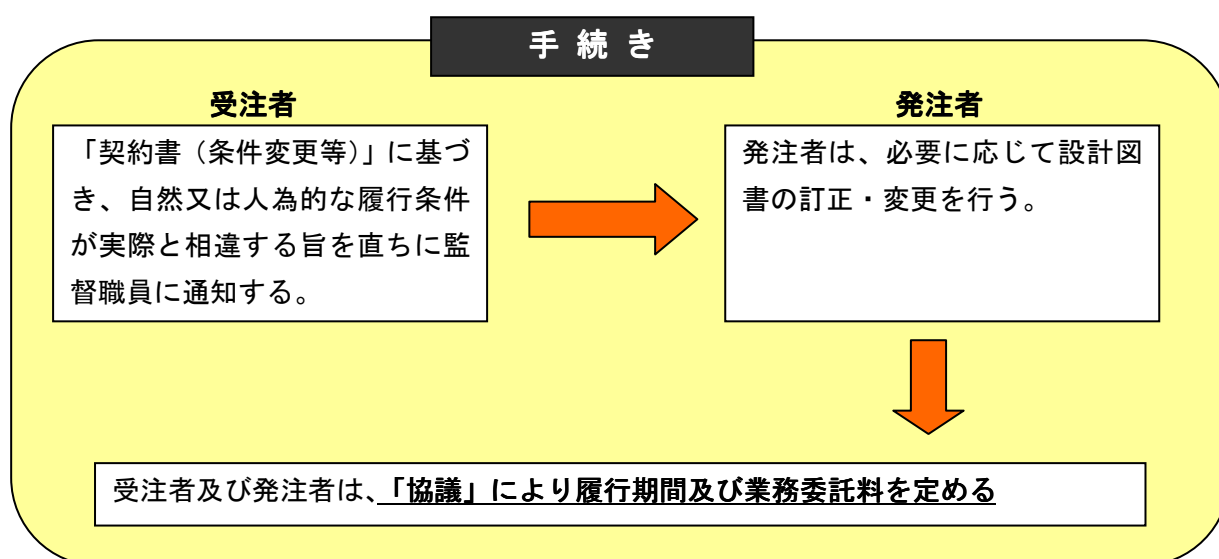 手 続 き
受注者
「契約書（条件変更等）」に基づ
き、自然又は人為的な履行条件
が実際と相違する旨を直ちに監
督職員に通知する。
発注者
発注者は、必要に応じて設計図
書の訂正・変更を行う。
受注者及び発注者は、「協議」により履行期間及び業務委託料を定める